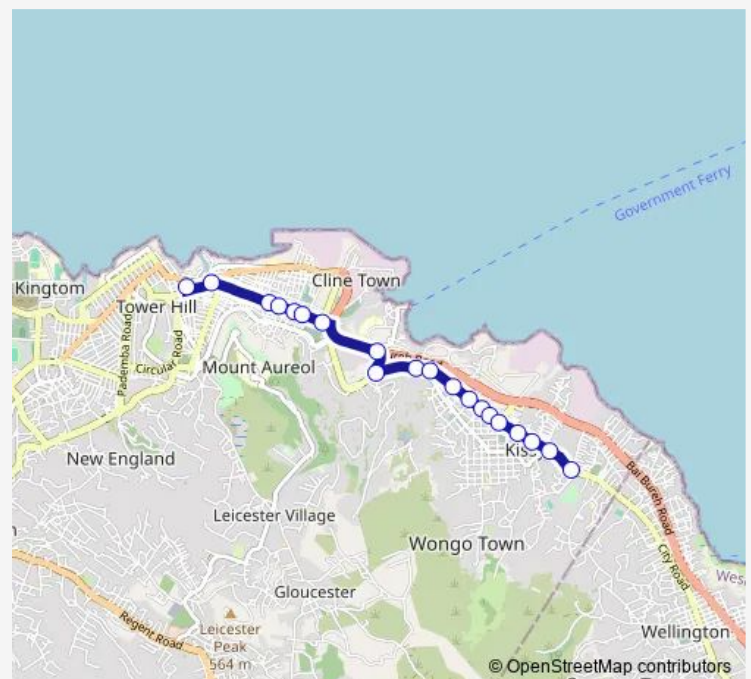 Government Ferry
Kington
Cline Town
Tower Hill
Pademba Road
Circular Road
Mount Aureol
New England
Leicester Village
Bai Bureh Road
Wongo Town
City Road
Gloucester
Regent Road
Leicester
Peak
564 m
Wellington
© OpenStreetMap contributors